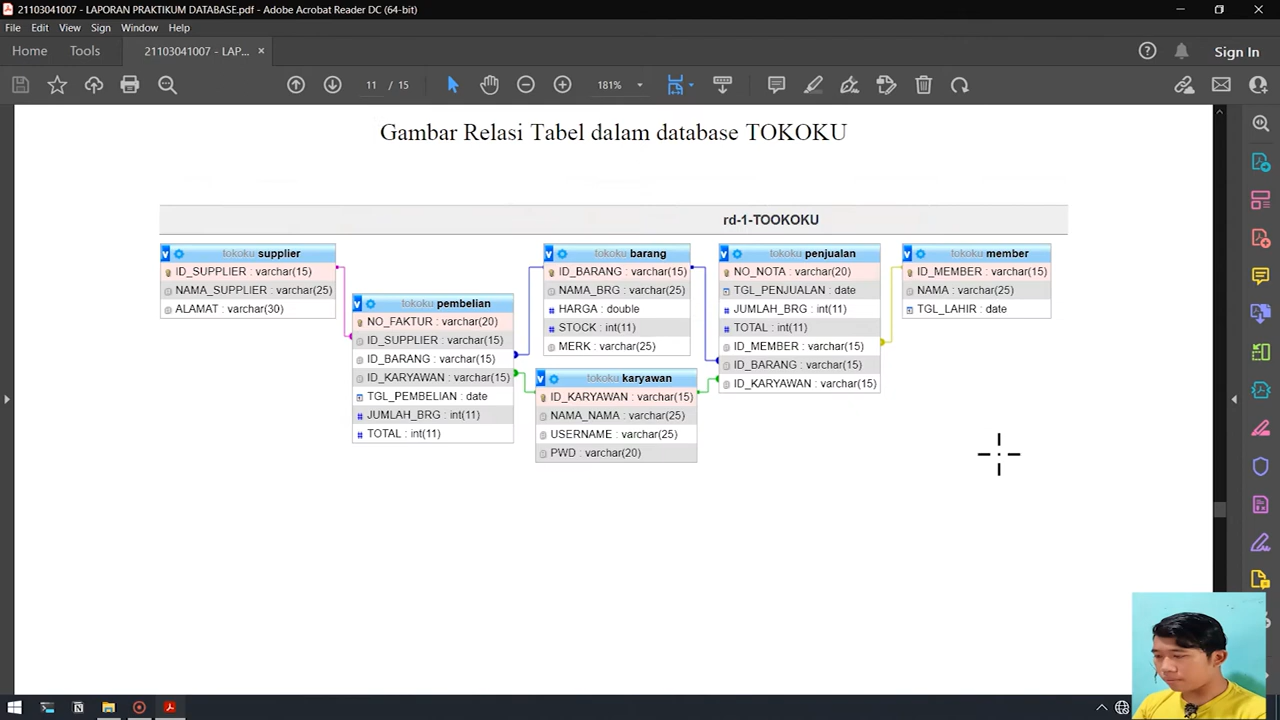 21103041007 - LAPORAN PRAKTIKUM DATABASE.pdf - Adobe Acrobat Reader DC (64-bit)
File Edit View Sign Window Help
Home Tools 21103041007 - LAP... × Sign In
11 / 15 181%
Gambar Relasi Tabel dalam database TOKOKU
rd-1-TOOKOKU
tokoku supplier
ID_SUPPLIER : varchar(15)
NAMA_SUPPLIER : varchar(25)
ALAMAT : varchar(30)
tokoku pembelian
NO_FAKTUR : varchar(20)
ID_SUPPLIER : varchar(15)
ID_BARANG : varchar(15)
ID_KARYAWAN : varchar(15)
TGL_PEMBELIAN : date
# JUMLAH_BRG : int(11)
# TOTAL : int(11)
tokoku barang
ID_BARANG : varchar(15)
NAMA_BRG : varchar(25)
# HARGA : double
# STOCK : int(11)
MERK : varchar(25)
tokoku karyawan
ID_KARYAWAN : varchar(15)
NAMA_NAMA : varchar(25)
USERNAME : varchar(25)
PWD : varchar(20)
tokoku penjualan
NO_NOTA : varchar(20)
TGL_PENJUALAN : date
# JUMLAH_BRG : int(11)
# TOTAL : int(11)
ID_MEMBER : varchar(15)
ID_BARANG : varchar(15)
ID_KARYAWAN : varchar(15)
tokoku member
ID_MEMBER : varchar(15)
NAMA : varchar(25)
TGL_LAHIR : date